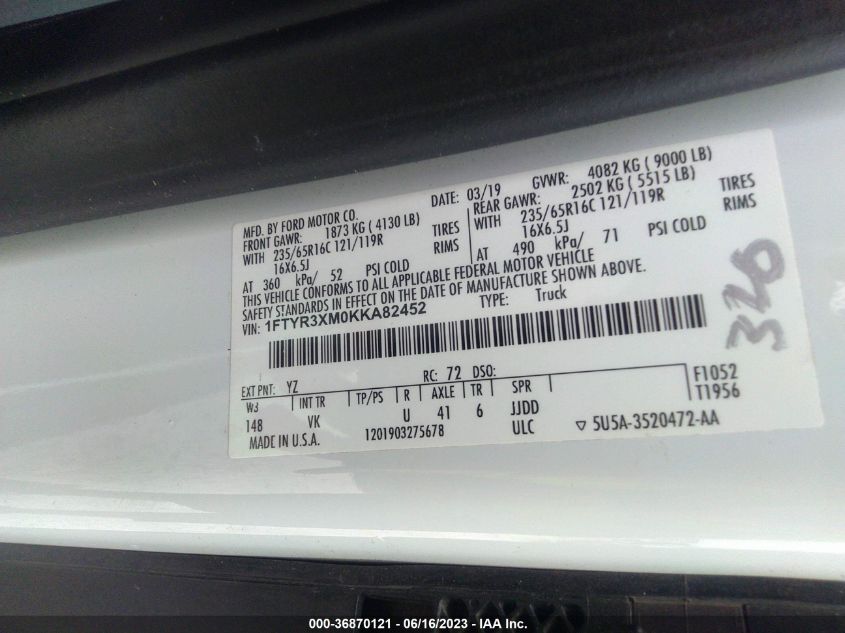 MFD. BY FORD MOTOR CO.
DATE: 03/19 GVWR: 4082 KG ( 9000 LB)
FRONT GAWR: 1873 KG ( 4130 LB)
REAR GAWR: 2502 KG ( 5515 LB)
WITH 235/65R16C 121/119R TIRES
WITH 235/65R16C 121/119R TIRES
16X6.5J RIMS
16X6.5J RIMS
AT 360 kPa/ 52 PSI COLD
AT 490 kPa/ 71 PSI COLD
THIS VEHICLE CONFORMS TO ALL APPLICABLE FEDERAL MOTOR VEHICLE
SAFETY STANDARDS IN EFFECT ON THE DATE OF MANUFACTURE SHOWN ABOVE.
VIN: 1FTYR3XM0KKA82452
TYPE: Truck
320
EXT PNT: YZ RC: 72 DSO:
F1052
T1956
W3 INT TR TP/PS R AXLE TR SPR
148 VK U 41 6 JJDD
MADE IN U.S.A. 1201903275678 ULC
5U5A-3520472-AA
000-36870121 - 06/16/2023 - IAA Inc.